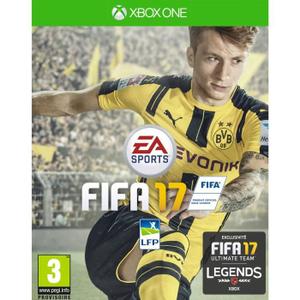 XBOX ONE
BVB
09
EVONIK
EA
SPORTS
FIFA 17
FIFA
LFP
3
www.pegi.info
PROVISOIRE
EXCLUSIVITÉ
FIFA 17
ULTIMATE TEAM
LEGENDS
XBOX